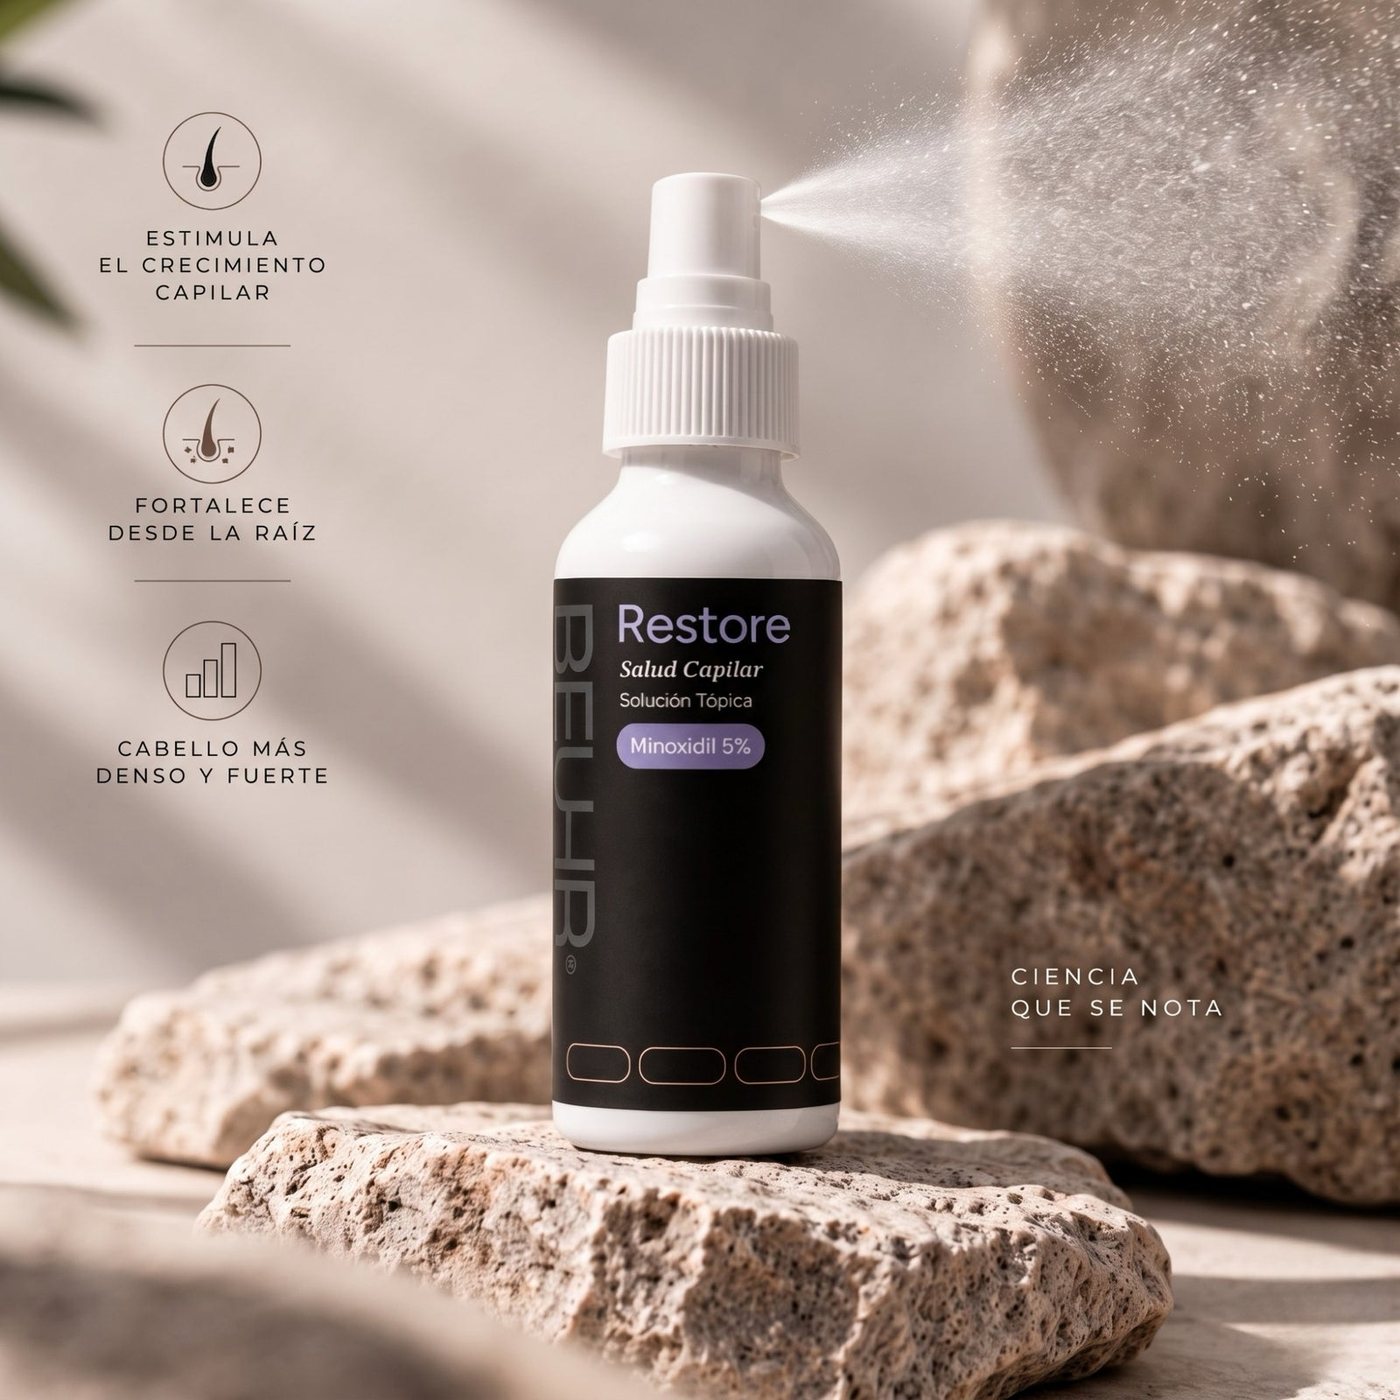 ESTIMULA
EL CRECIMIENTO
CAPILAR
FORTALECE
DESDE LA RAÍZ
CABELLO MÁS
DENSO Y FUERTE
BEUHR®
Restore
Salud Capilar
Solución Tópica
Minoxidil 5%
CIENCIA
QUE SE NOTA